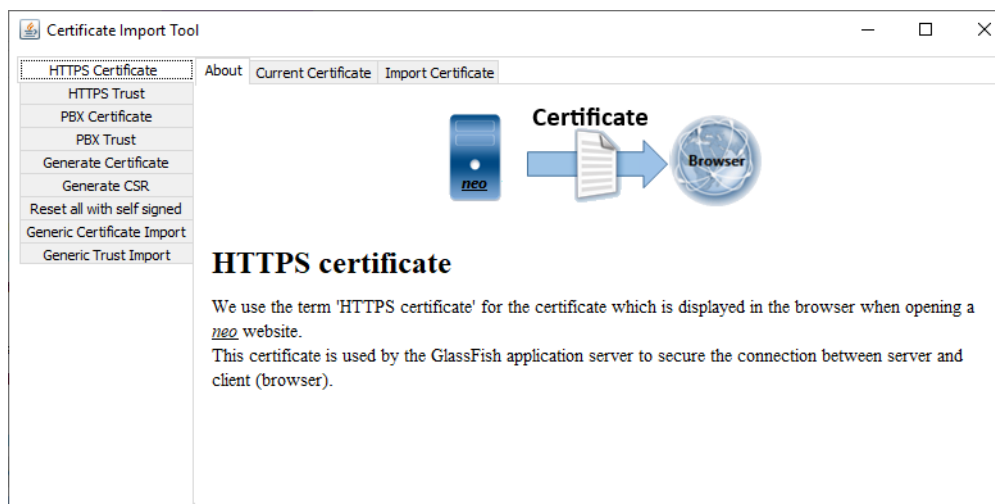 Certificate Import Tool
HTTPS Certificate
HTTPS Trust
PBX Certificate
PBX Trust
Generate Certificate
Generate CSR
Reset all with self signed
Generic Certificate Import
Generic Trust Import
About Current Certificate Import Certificate
Certificate
neo
Browser
HTTPS certificate
We use the term 'HTTPS certificate' for the certificate which is displayed in the browser when opening a
neo website.
This certificate is used by the GlassFish application server to secure the connection between server and
client (browser).